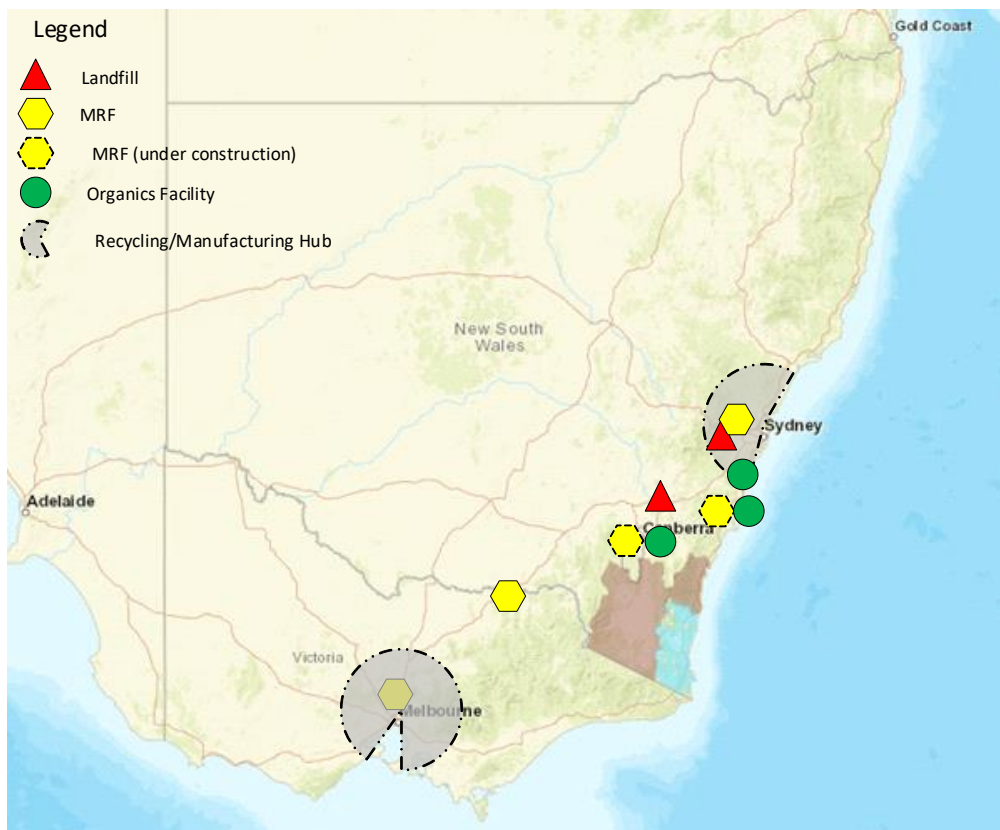 Legend
Landfill
MRF
MRF (under construction)
Organics Facility
Recycling/Manufacturing Hub
Gold Coast
New South
Wales
Sydney
Adelaide
Canberra
Victoria
Melbourne